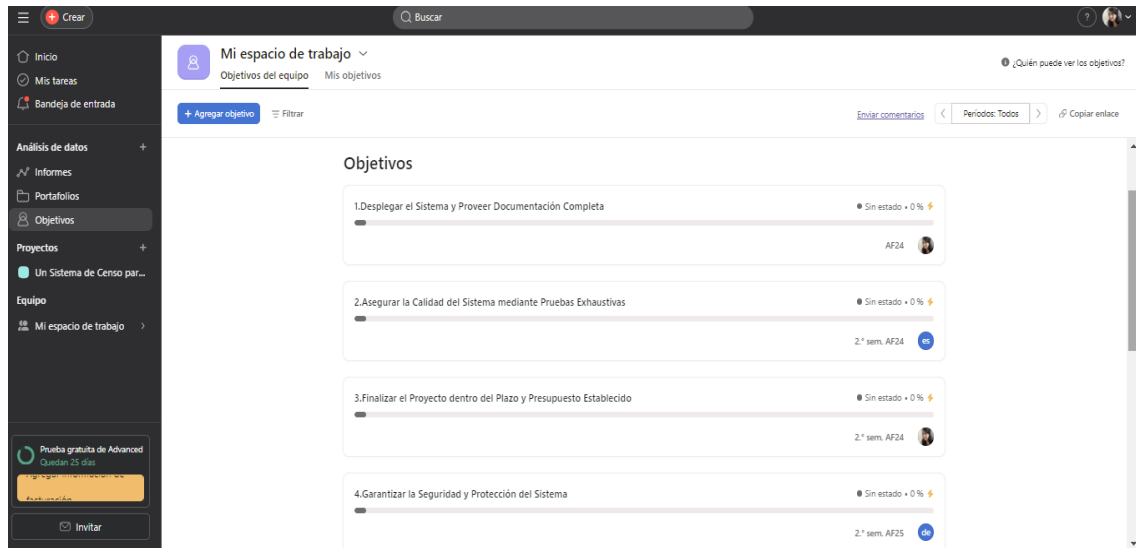 Crear
Buscar
?
Inicio
Mis tareas
Bandeja de entrada
Análisis de datos +
Informes
Portafolios
Objetivos
Proyectos +
Un Sistema de Censo par...
Equipo
Mi espacio de trabajo
Prueba gratuita de Advanced
Quedan 25 días
Agregar información de
facturación
Invitar
Mi espacio de trabajo
Objetivos del equipo Mis objetivos
¿Quién puede ver los objetivos?
+ Agregar objetivo Filtrar
Enviar comentarios Períodos: Todos Copiar enlace
Objetivos
1.Desplegar el Sistema y Proveer Documentación Completa
Sin estado • 0 %
AF24
2.Asegurar la Calidad del Sistema mediante Pruebas Exhaustivas
Sin estado • 0 %
2.º sem. AF24 es
3.Finalizar el Proyecto dentro del Plazo y Presupuesto Establecido
Sin estado • 0 %
2.º sem. AF24
4.Garantizar la Seguridad y Protección del Sistema
Sin estado • 0 %
2.º sem. AF25 de